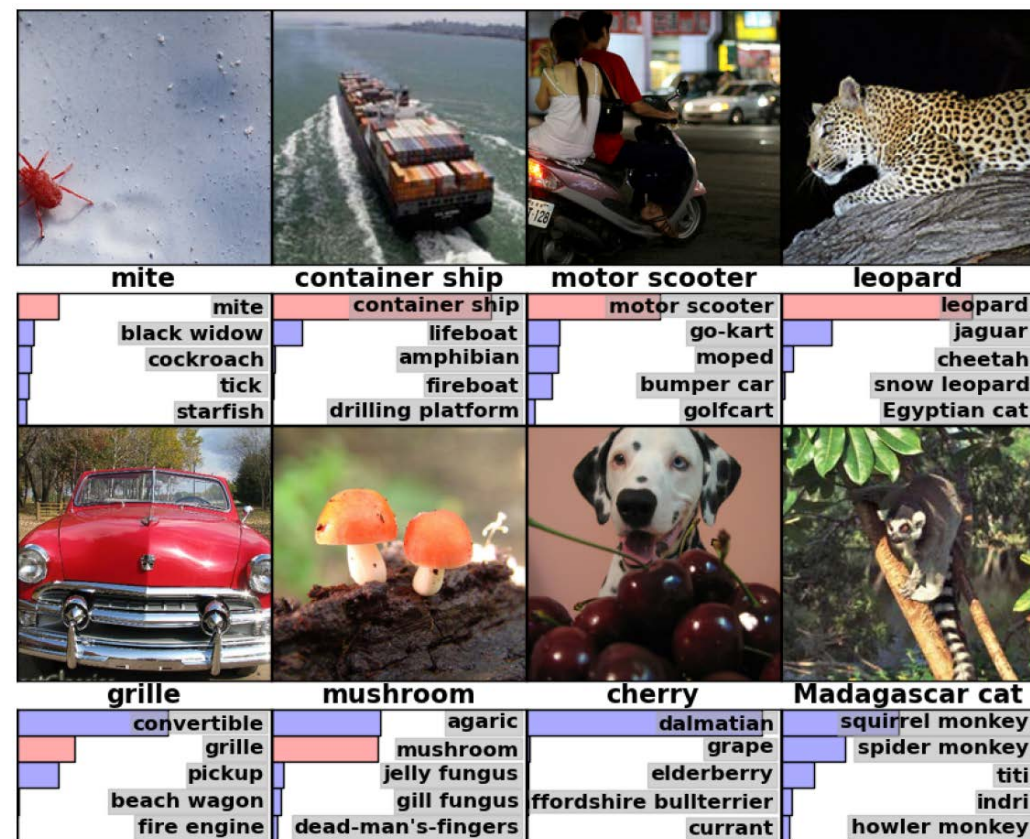 mite
container ship
motor scooter
leopard
mite
black widow
cockroach
tick
starfish
container ship
lifeboat
amphibian
fireboat
drilling platform
motor scooter
go-kart
moped
bumper car
golfcart
leopard
jaguar
cheetah
snow leopard
Egyptian cat
grille
mushroom
cherry
Madagascar cat
convertible
grille
pickup
beach wagon
fire engine
agaric
mushroom
jelly fungus
gill fungus
dead-man's-fingers
dalmatian
grape
elderberry
ffordshire bullterrier
currant
squirrel monkey
spider monkey
titi
indri
howler monkey